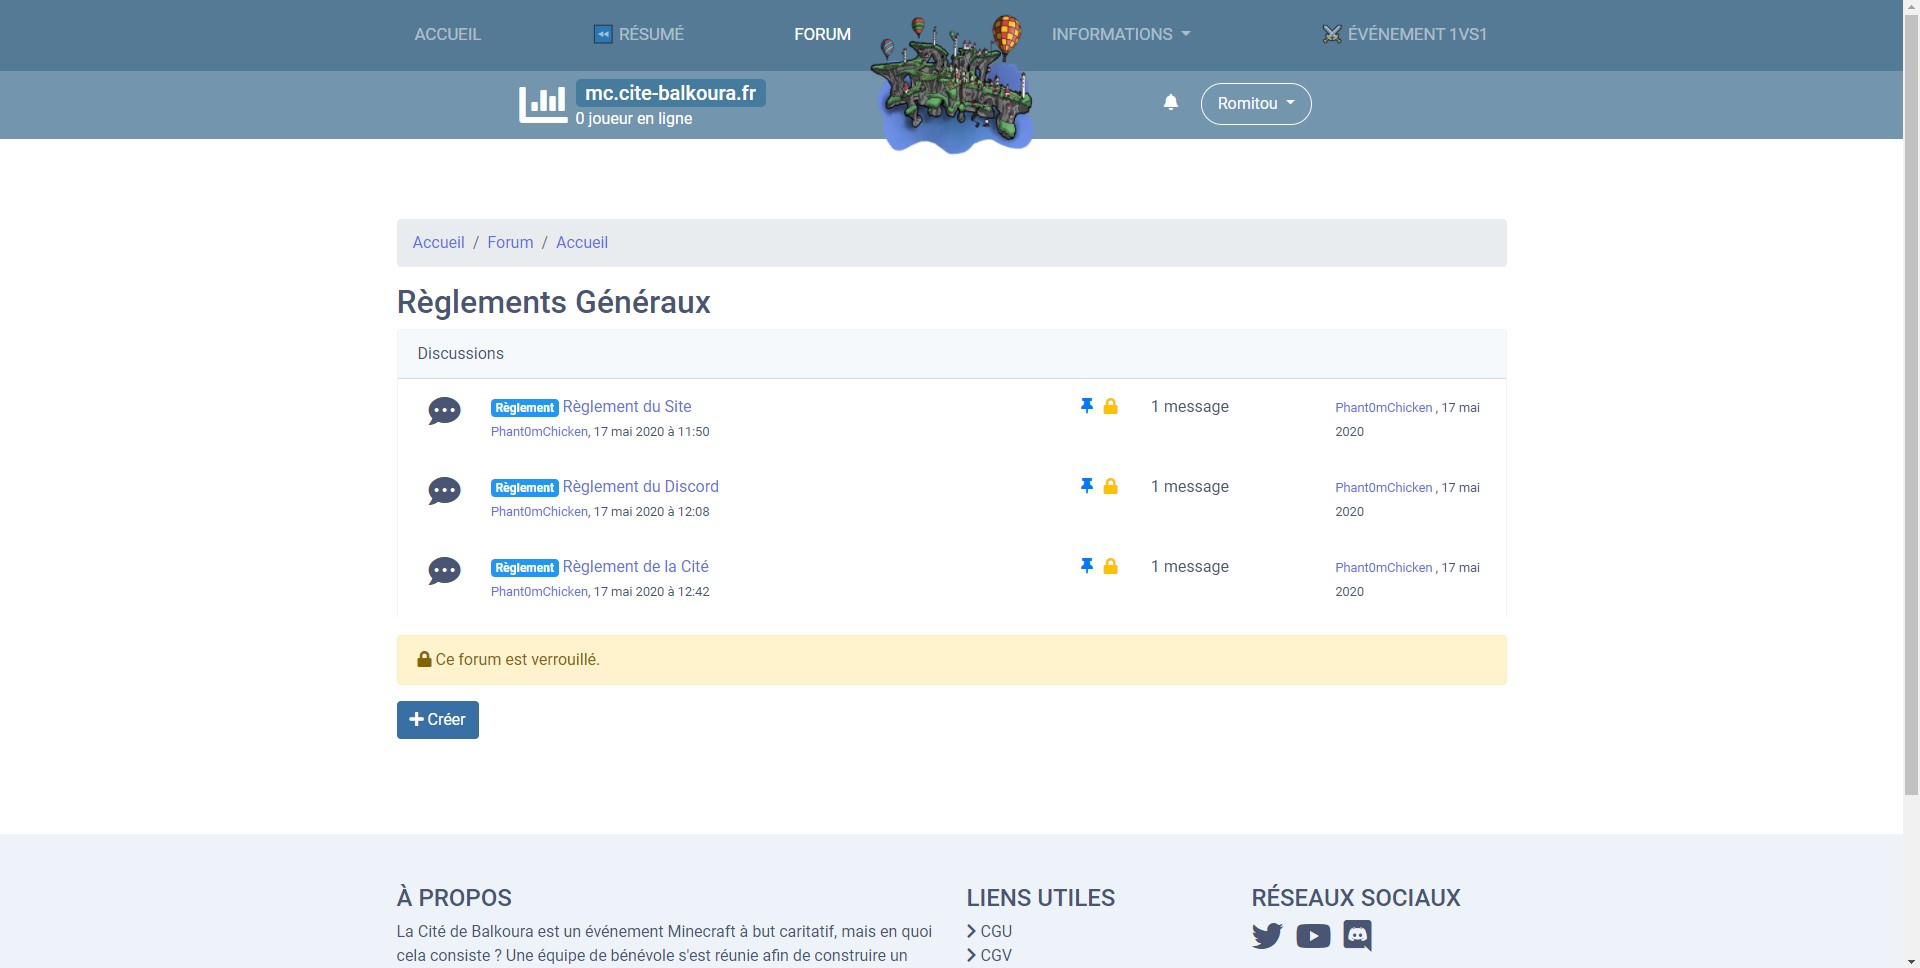 ACCUEIL
RÉSUMÉ
FORUM
INFORMATIONS
ÉVÉNEMENT 1VS1
mc.cite-balkoura.fr
0 joueur en ligne
Romitou
Accueil / Forum / Accueil
Règlements Généraux
Discussions
Règlement Règlement du Site
1 message
Phant0mChicken , 17 mai
2020
Phant0mChicken, 17 mai 2020 à 11:50
Règlement Règlement du Discord
1 message
Phant0mChicken , 17 mai
2020
Phant0mChicken, 17 mai 2020 à 12:08
Règlement Règlement de la Cité
1 message
Phant0mChicken , 17 mai
2020
Phant0mChicken, 17 mai 2020 à 12:42
Ce forum est verrouillé.
Créer
À PROPOS
La Cité de Balkoura est un événement Minecraft à but caritatif, mais en quoi
cela consiste ? Une équipe de bénévole s'est réunie afin de construire un
LIENS UTILES
CGU
CGV
RÉSEAUX SOCIAUX